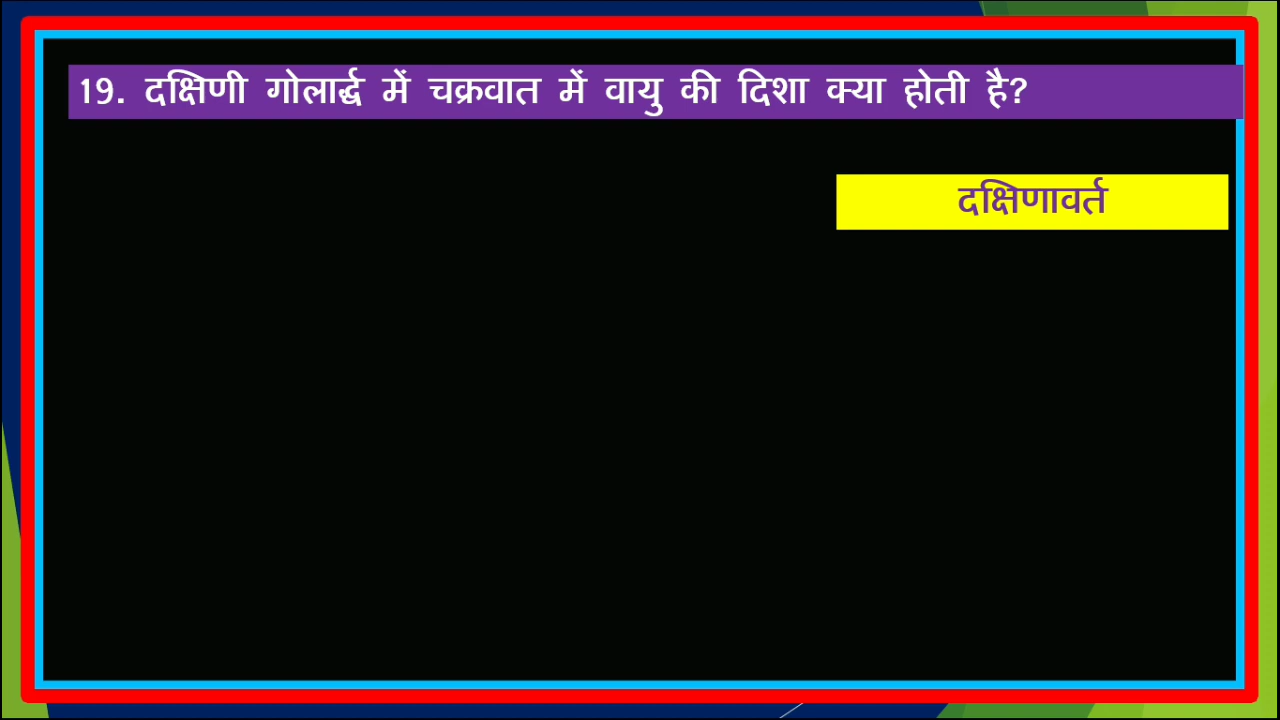 19. दक्षिणी गोलार्द्ध में चक्रवात में वायु की दिशा क्या होती है?
दक्षिणावर्त